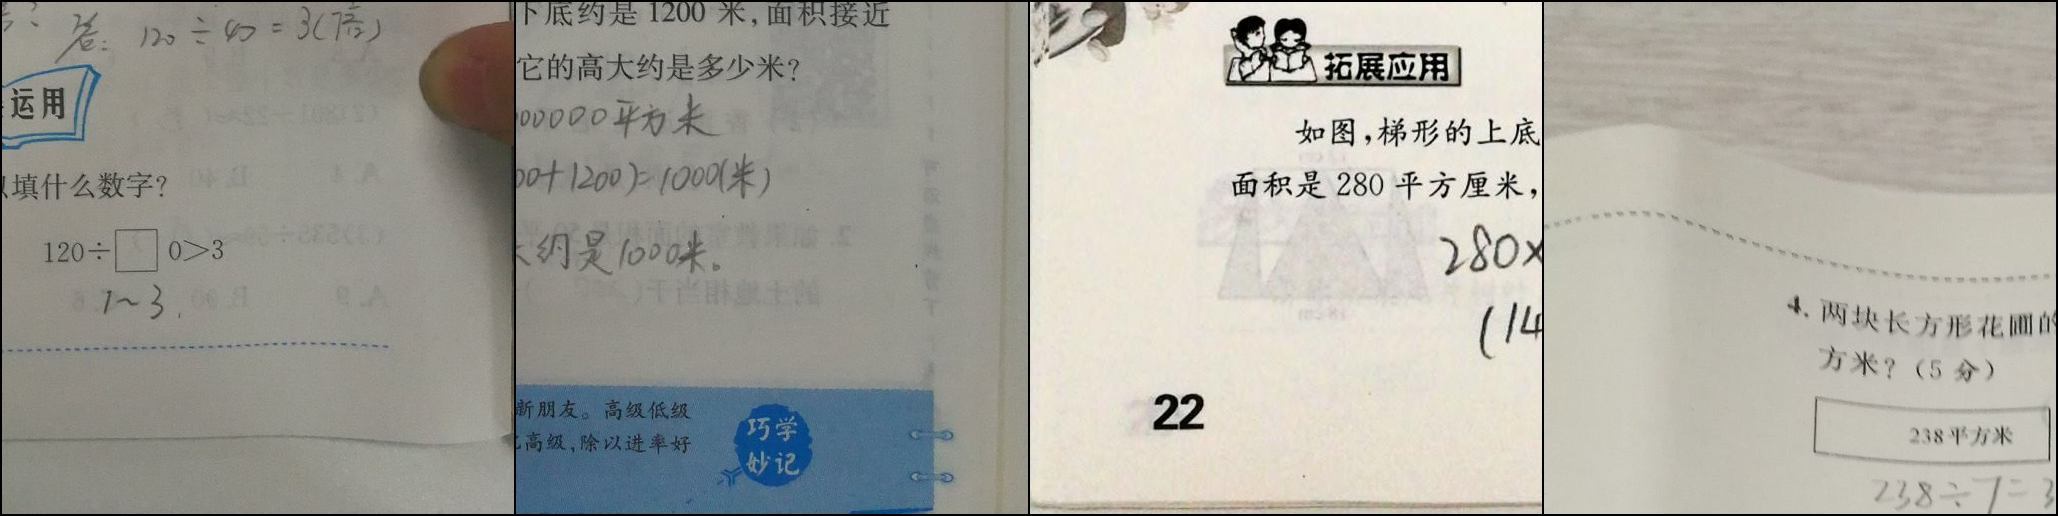 答: 120÷40=3(倍)
运用
填什么数字?
120÷□0>3
1~3.
下底约是 1200 米,面积接近
它的高大约是多少米?
00000平方米
00+1200)=1000(米)
大约是1000米。
新朋友。高级低级
高级,除以进率好
巧学
妙记
拓展应用
如图,梯形的上底
面积是 280 平方厘米,
280×
(14
22
4. 两块长方形花圃的
方米?(5 分)
238平方米
238÷7=3